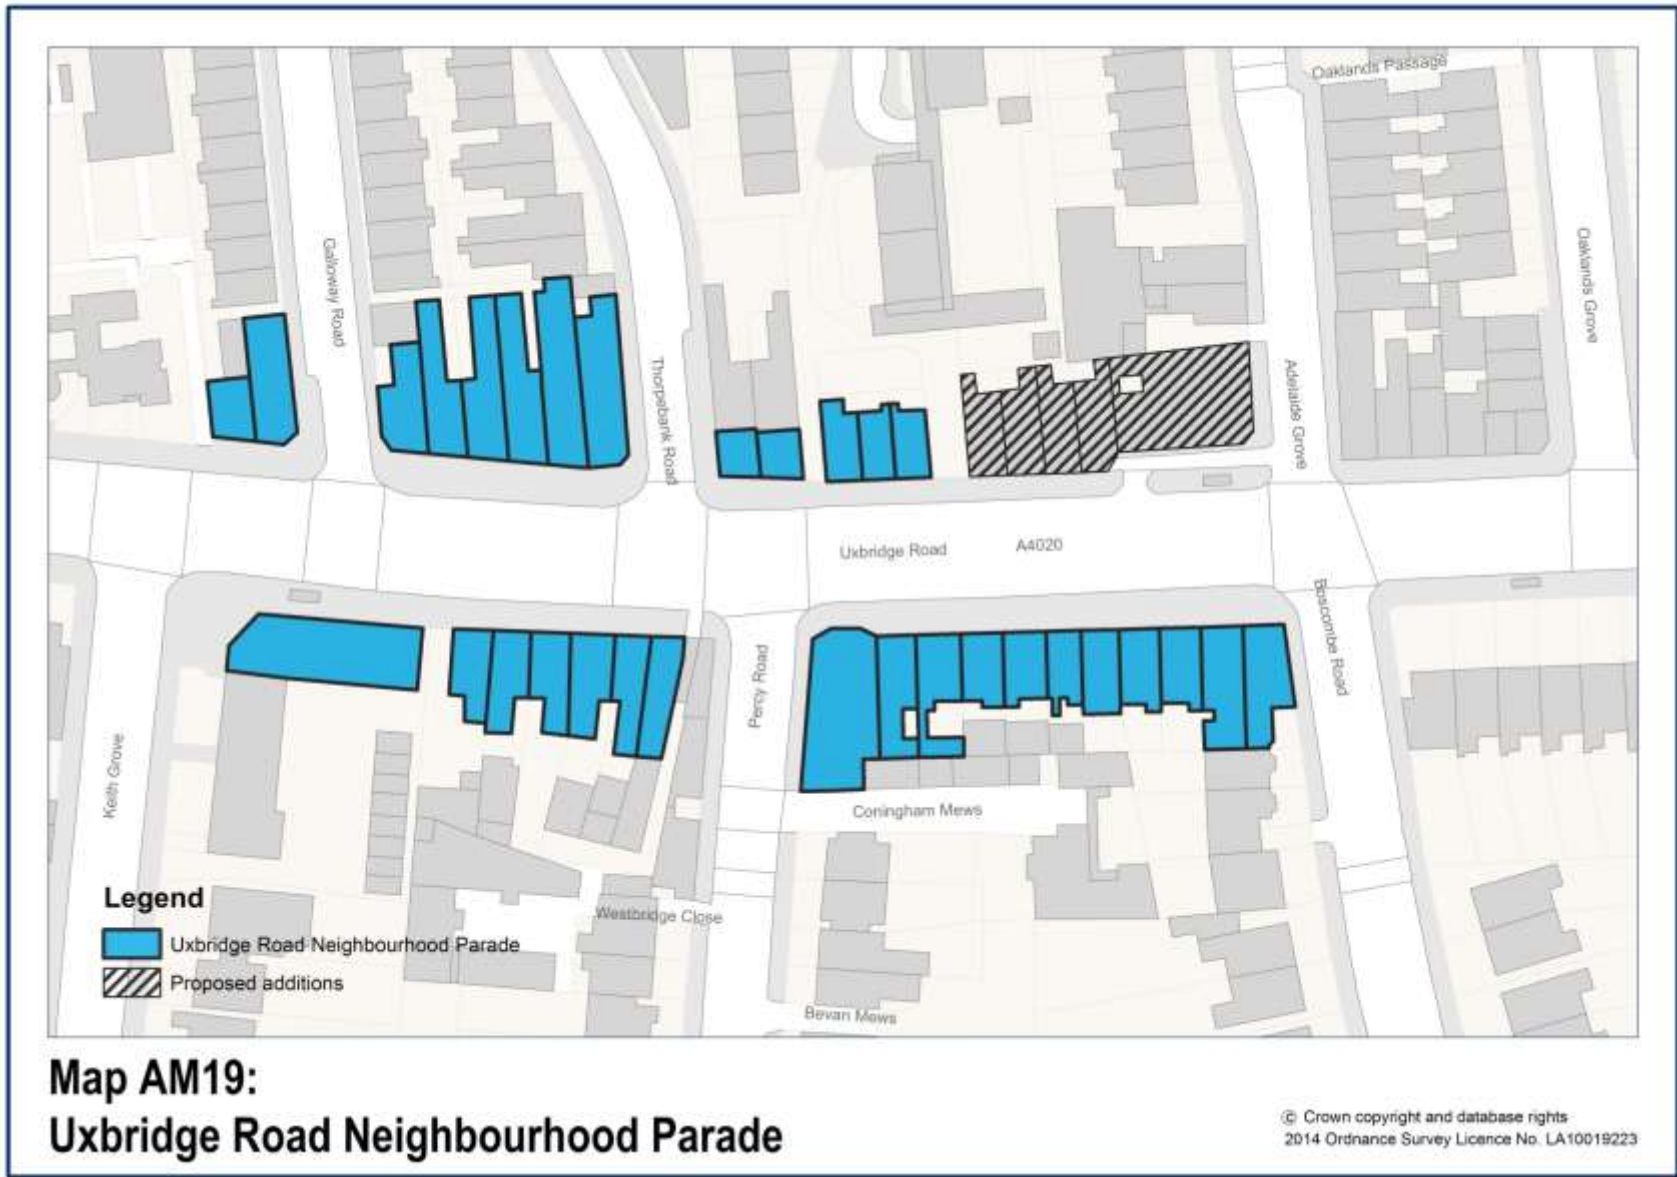 Oaklands Passage
Galloway Road
Thorpebank Road
Adelaide Grove
Oaklands Grove
Uxbridge Road
A4020
Keith Grove
Percy Road
Boscombe Road
Coningham Mews
Westbridge Close
Bevan Mews
Legend
Uxbridge Road Neighbourhood Parade
Proposed additions
Map AM19:
Uxbridge Road Neighbourhood Parade
© Crown copyright and database rights
2014 Ordnance Survey Licence No. LA10019223